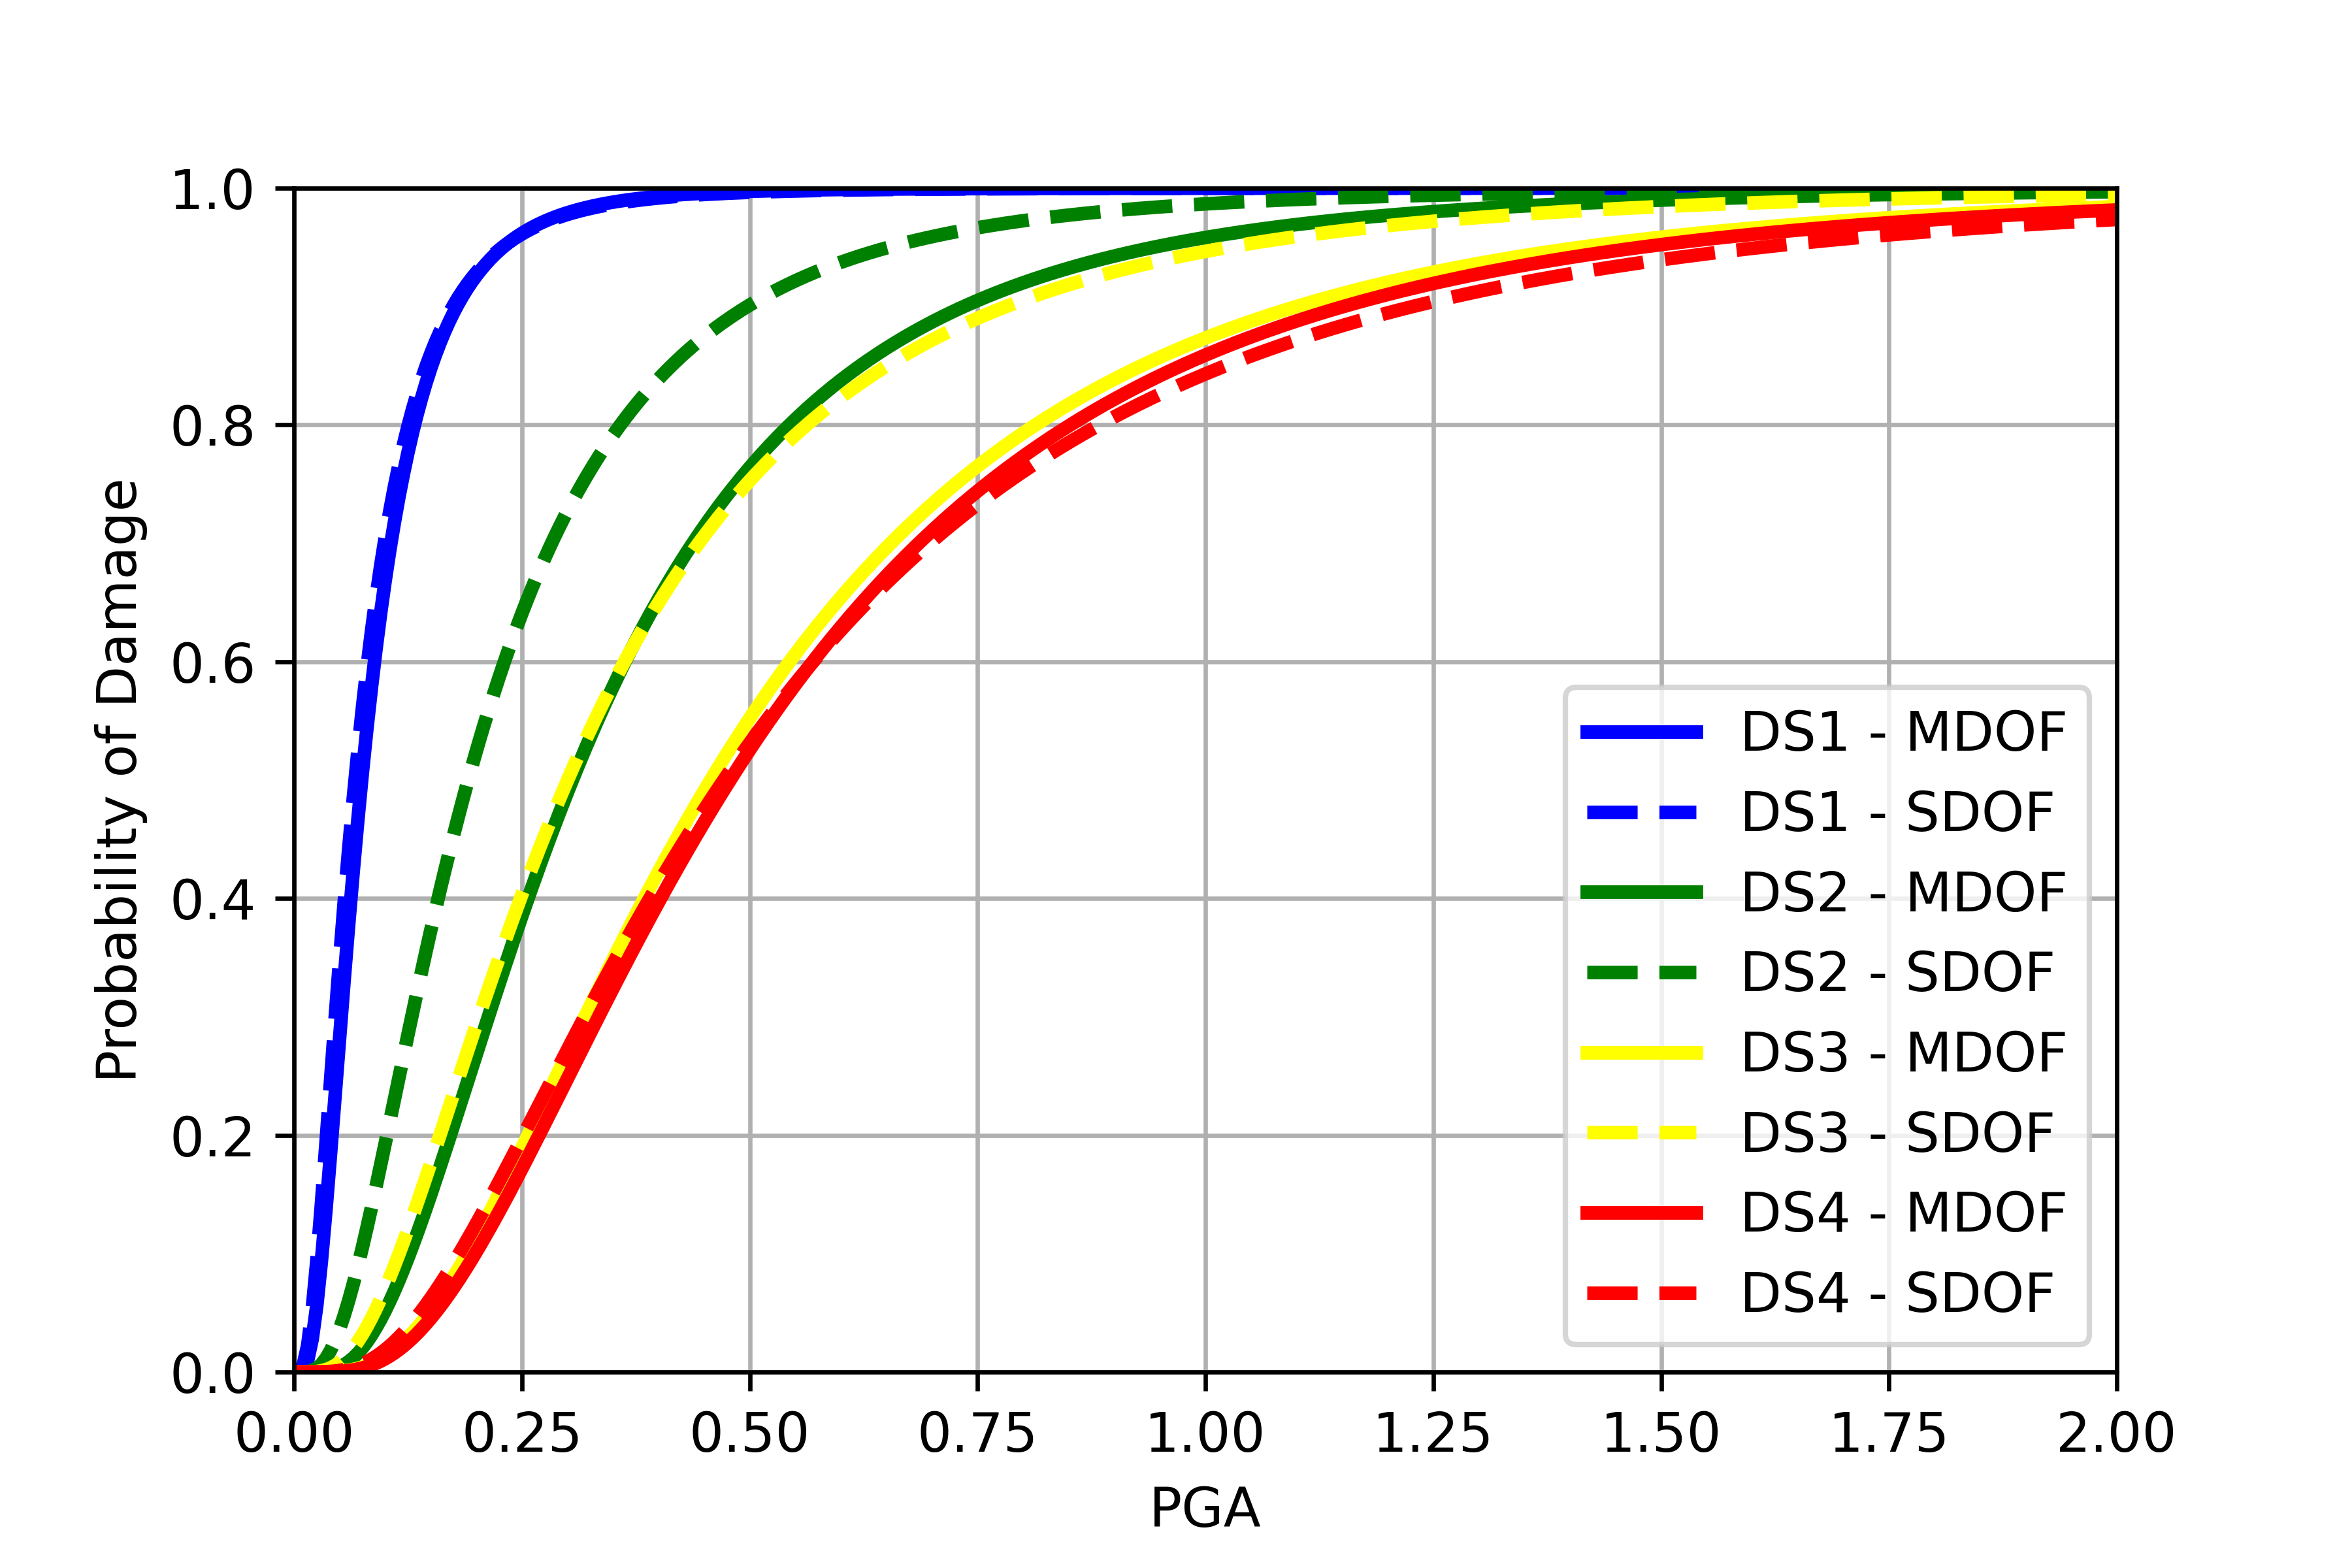 1.0
0.8
0.6
0.4
0.2
0.0
Probability of Damage
0.00 0.25 0.50 0.75 1.00 1.25 1.50 1.75 2.00
PGA
DS1 - MDOF
DS1 - SDOF
DS2 - MDOF
DS2 - SDOF
DS3 - MDOF
DS3 - SDOF
DS4 - MDOF
DS4 - SDOF